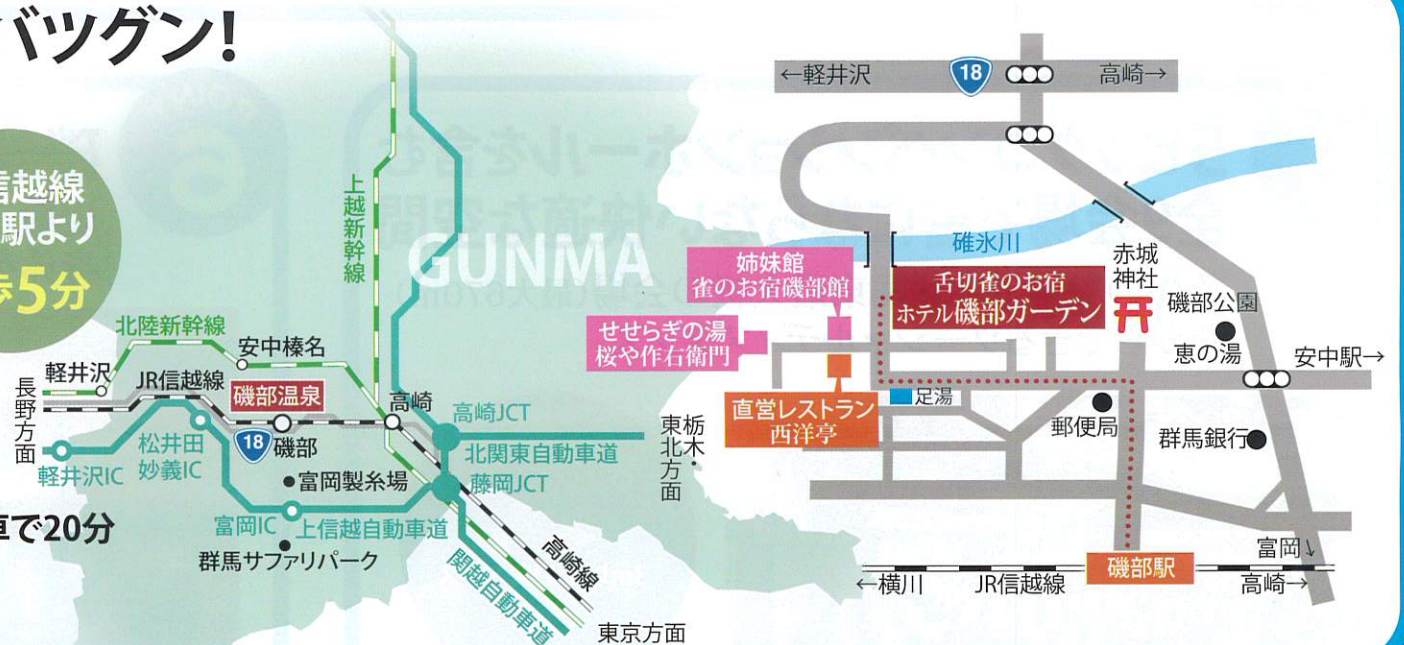 バツグン!
信越線
駅より
歩5分
車で20分
GUNMA
上越新幹線
北陸新幹線
軽井沢
安中榛名
長野方面
JR信越線
磯部温泉
高崎
18
磯部
軽井沢IC
松井田
妙義IC
富岡製糸場
富岡IC
上信越自動車道
群馬サファリパーク
高崎JCT
北関東自動車道
藤岡JCT
栃木・
東北方面
高崎線
関越自動車道
東京方面
←軽井沢
18
高崎→
碓氷川
姉妹館
雀のお宿磯部館
せせらぎの湯
桜や作右衛門
舌切雀のお宿
ホテル磯部ガーデン
赤城
神社
磯部公園
恵の湯
安中駅→
直営レストラン
西洋亭
足湯
郵便局
群馬銀行
富岡↓
磯部駅
←横川
JR信越線
高崎→